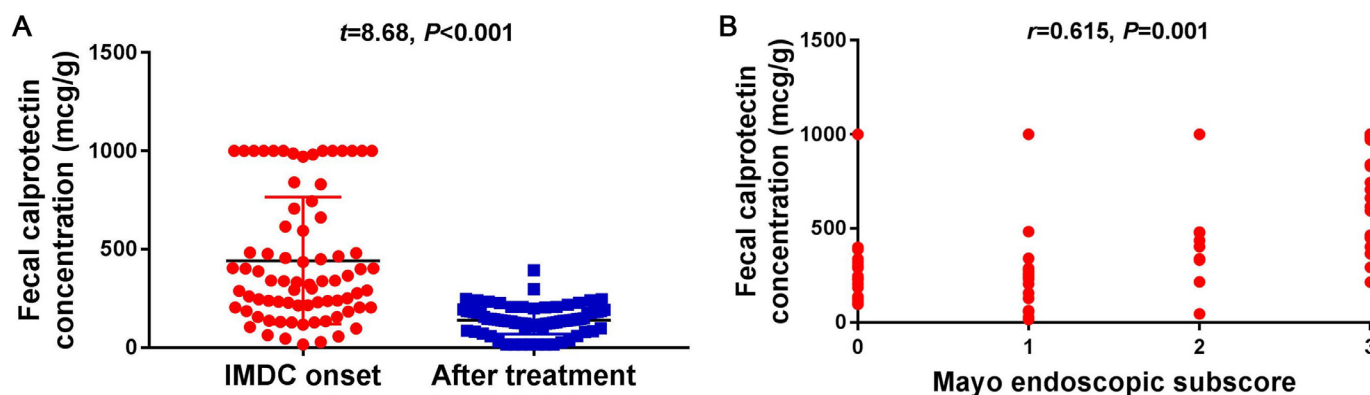 A
t=8.68, P<0.001
Fecal calprotectin
concentration (mcg/g)
1500
1000
500
0
IMDC onset
After treatment
B
r=0.615, P=0.001
Fecal calprotectin
concentration (mcg/g)
1500
1000
500
0
0
1
2
3
Mayo endoscopic subscore